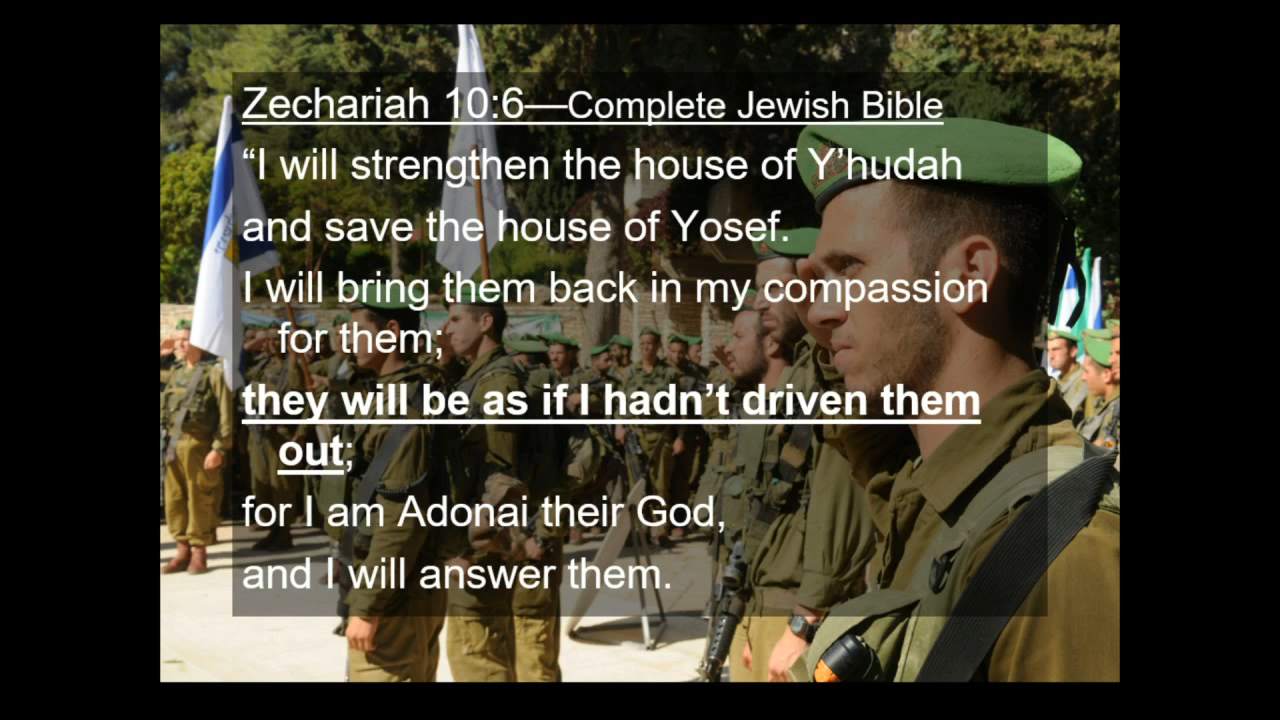 Zechariah 10:6—Complete Jewish Bible
“I will strengthen the house of Y’hudah
and save the house of Yosef.
I will bring them back in my compassion
for them;
they will be as if I hadn’t driven them
out;
for I am Adonai their God,
and I will answer them.